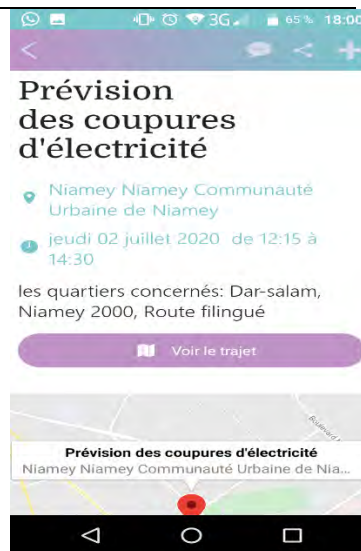 3G 65% 18:00
Prévision
des coupures
d'électricité
Niamey Niamey Communauté
Urbaine de Niamey
jeudi 02 juillet 2020 de 12:15 à
14:30
les quartiers concernés: Dar-salam,
Niamey 2000, Route filingué
Voir le trajet
Prévision des coupures d'électricité
Niamey Niamey Communauté Urbaine de Nia...